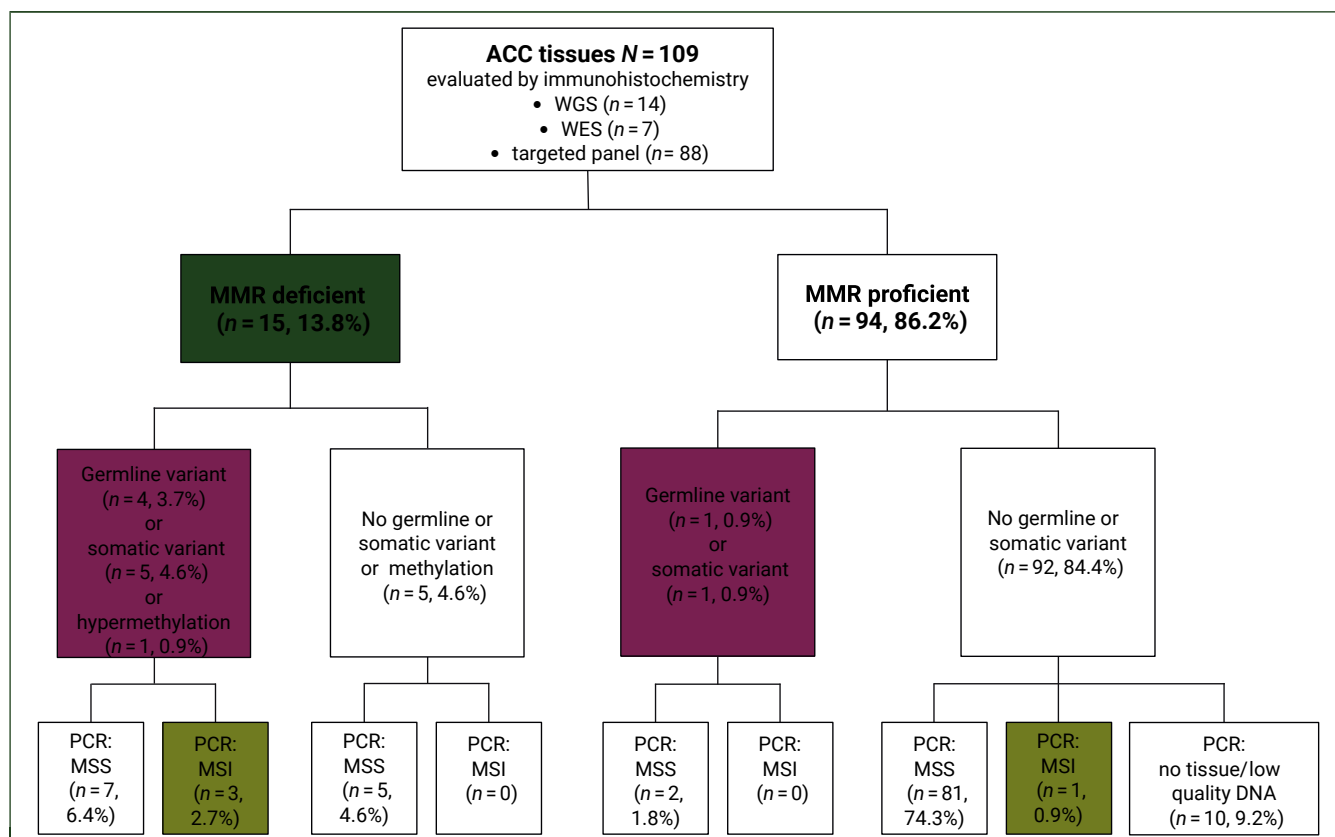 ACC tissues N = 109
evaluated by immunohistochemistry
• WGS (n = 14)
• WES (n = 7)
• targeted panel (n = 88)
MMR deficient
(n = 15, 13.8%)
MMR proficient
(n = 94, 86.2%)
Germline variant
(n = 4, 3.7%)
or
somatic variant
(n = 5, 4.6%)
or
hypermethylation
(n = 1, 0.9%)
No germline or
somatic variant
or methylation
(n = 5, 4.6%)
Germline variant
(n = 1, 0.9%)
or
somatic variant
(n = 1, 0.9%)
No germline or
somatic variant
(n = 92, 84.4%)
PCR:
MSS
(n = 7,
6.4%)
PCR:
MSI
(n = 3,
2.7%)
PCR:
MSS
(n = 5,
4.6%)
PCR:
MSI
(n = 0)
PCR:
MSS
(n = 2,
1.8%)
PCR:
MSI
(n = 0)
PCR:
MSS
(n = 81,
74.3%)
PCR:
MSI
(n = 1,
0.9%)
PCR:
no tissue/low
quality DNA
(n = 10, 9.2%)